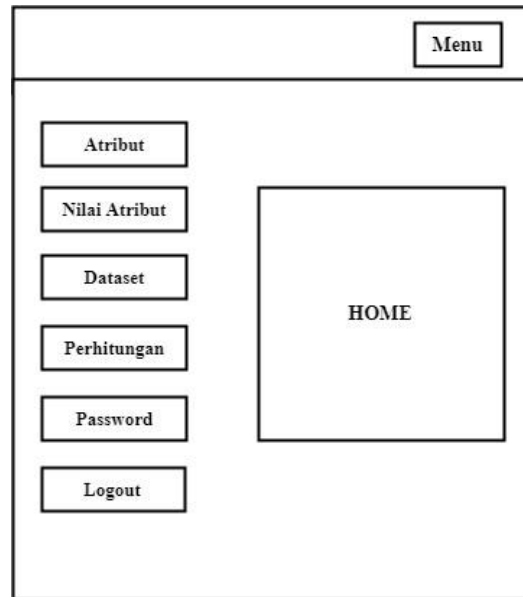 Menu
Atribut
Nilai Atribut
Dataset
Perhitungan
Password
Logout
HOME